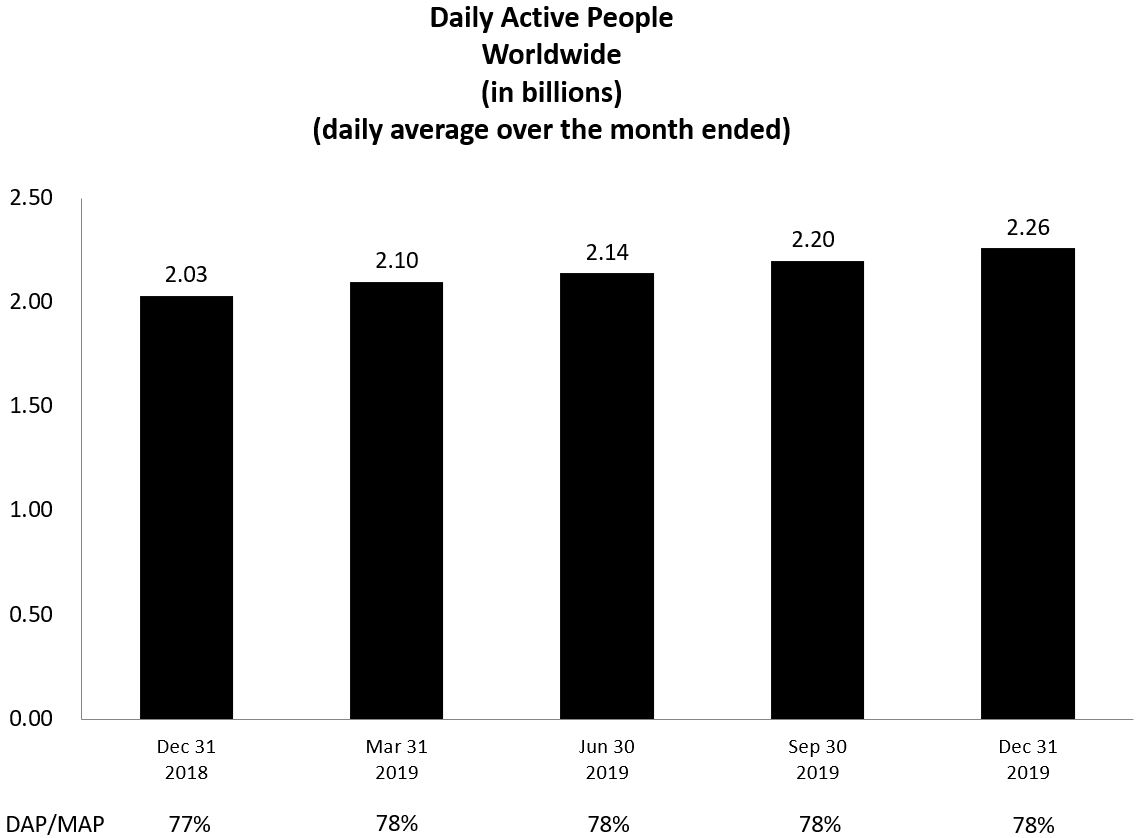 Daily Active People
Worldwide
(in billions)
(daily average over the month ended)
2.50
2.00
1.50
1.00
0.50
0.00
2.03
2.10
2.14
2.20
2.26
Dec 31
2018
Mar 31
2019
Jun 30
2019
Sep 30
2019
Dec 31
2019
DAP/MAP 77% 78% 78% 78% 78%